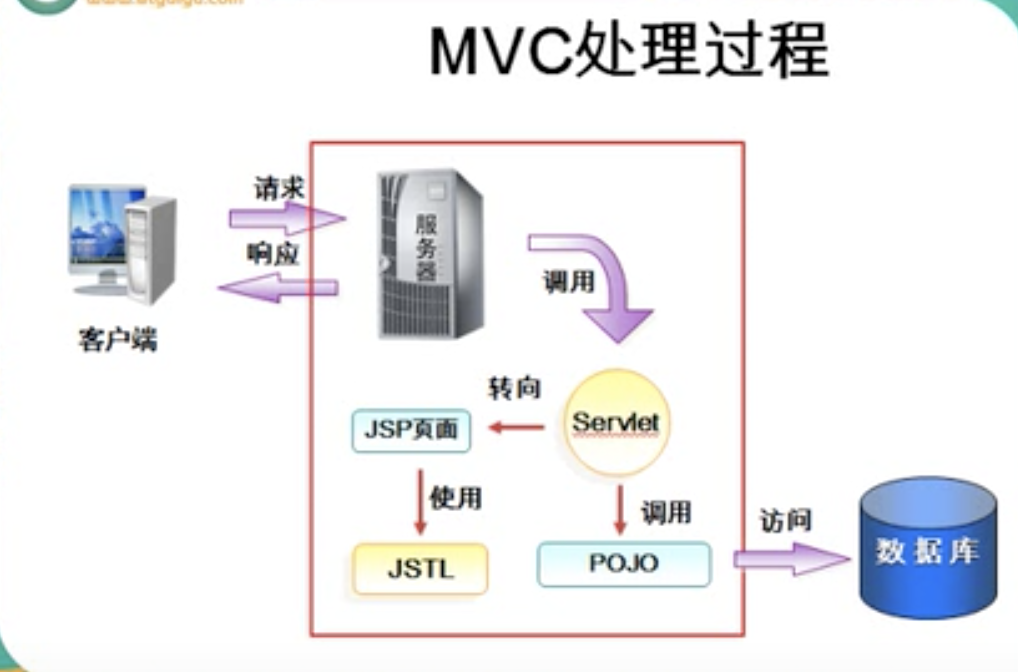 MVC处理过程
请求
响应
客户端
服务器
调用
转向
Servlet
JSP页面
使用
调用
JSTL
POJO
访问
数据库